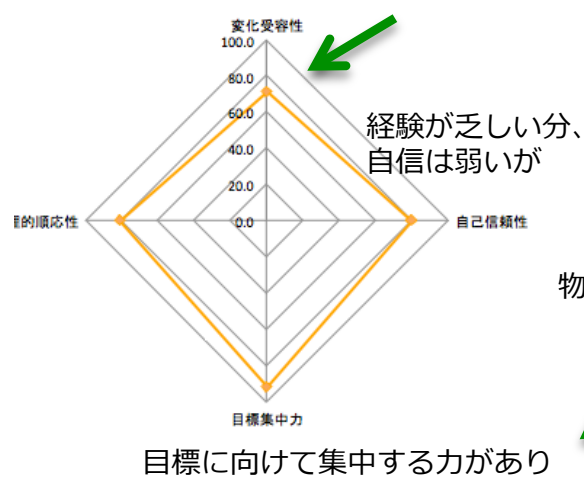 変化受容性
100.0
80.0
60.0
40.0
20.0
0.0
経験が乏しい分、
自信は弱いが
的順応性
自己信頼性
物
目標集中力
目標に向けて集中する力があり